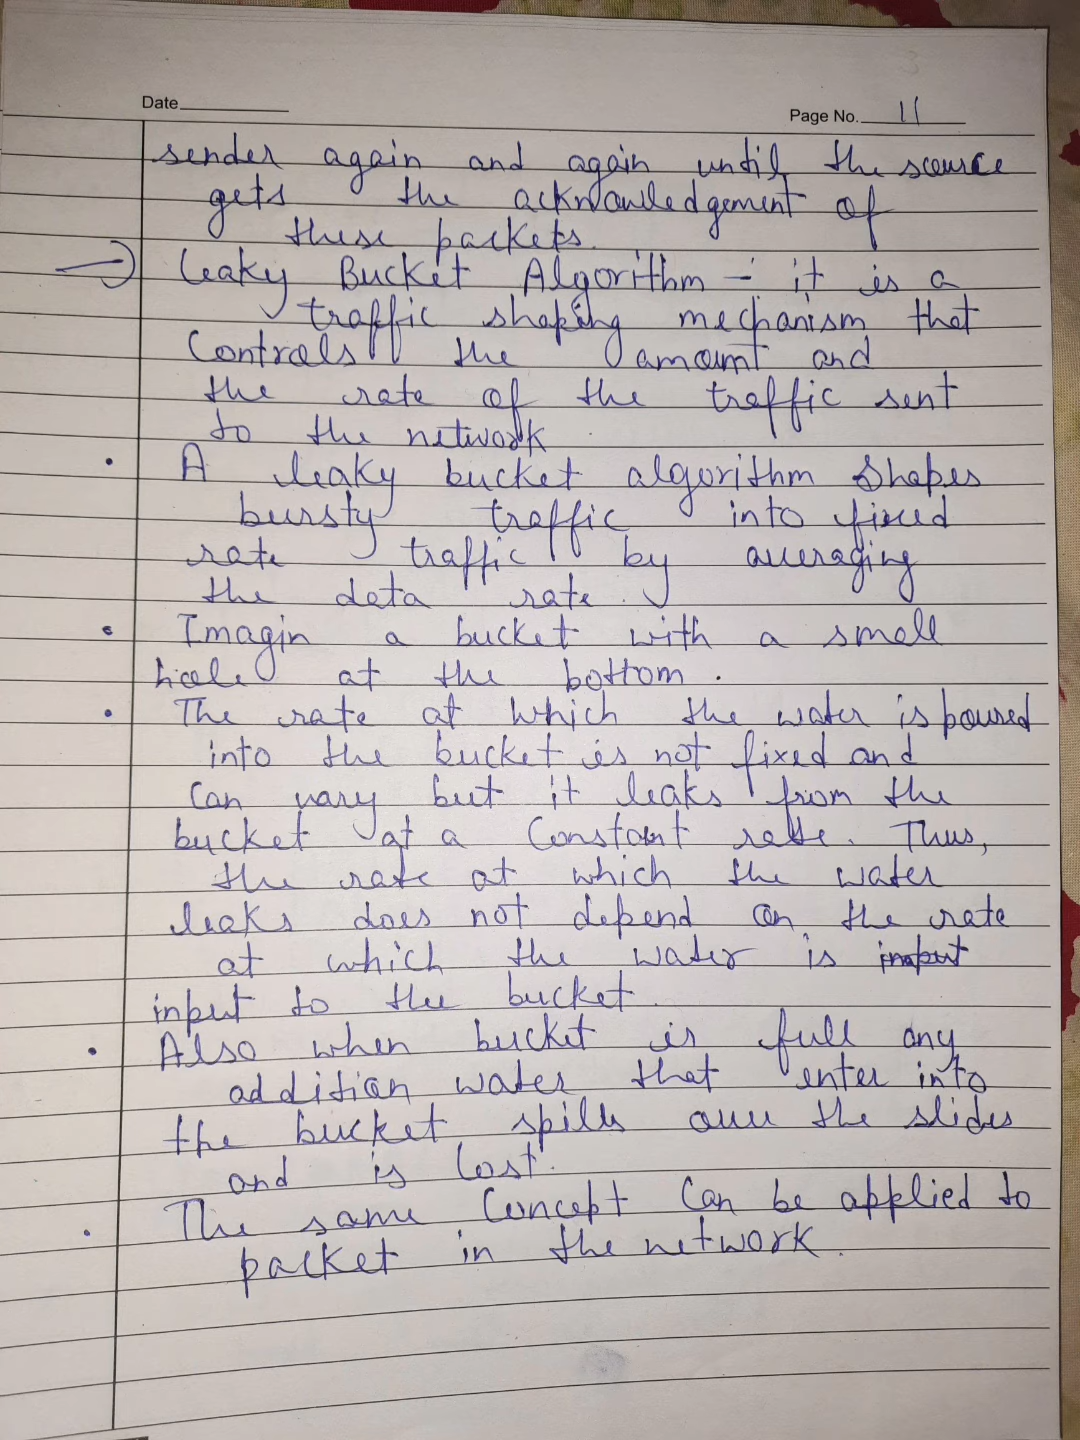 Date
Page No. 11
sender again and again until the source
gets the acknowledgement of
these packets.
→ Leaky Bucket Algorithm - it is a
traffic shaping mechanism that
Controls the amount and
the rate of the traffic sent
to the network
• A leaky bucket algorithm Shapes
bursty traffic into fixed
rate traffic by averaging
the data rate.
• Imagin a bucket with a small
hole at the bottom.
• The rate at which the water is poured
into the bucket is not fixed and
Can vary but it leaks from the
bucket at a Constant rate. Thus,
the rate at which the water
leaks does not depend on the rate
at which the water is input
input to the bucket.
• Also when bucket is full any
addition water that enter into
the bucket spills over the slides
and is lost.
• The same Concept Can be applied to
packet in the network.